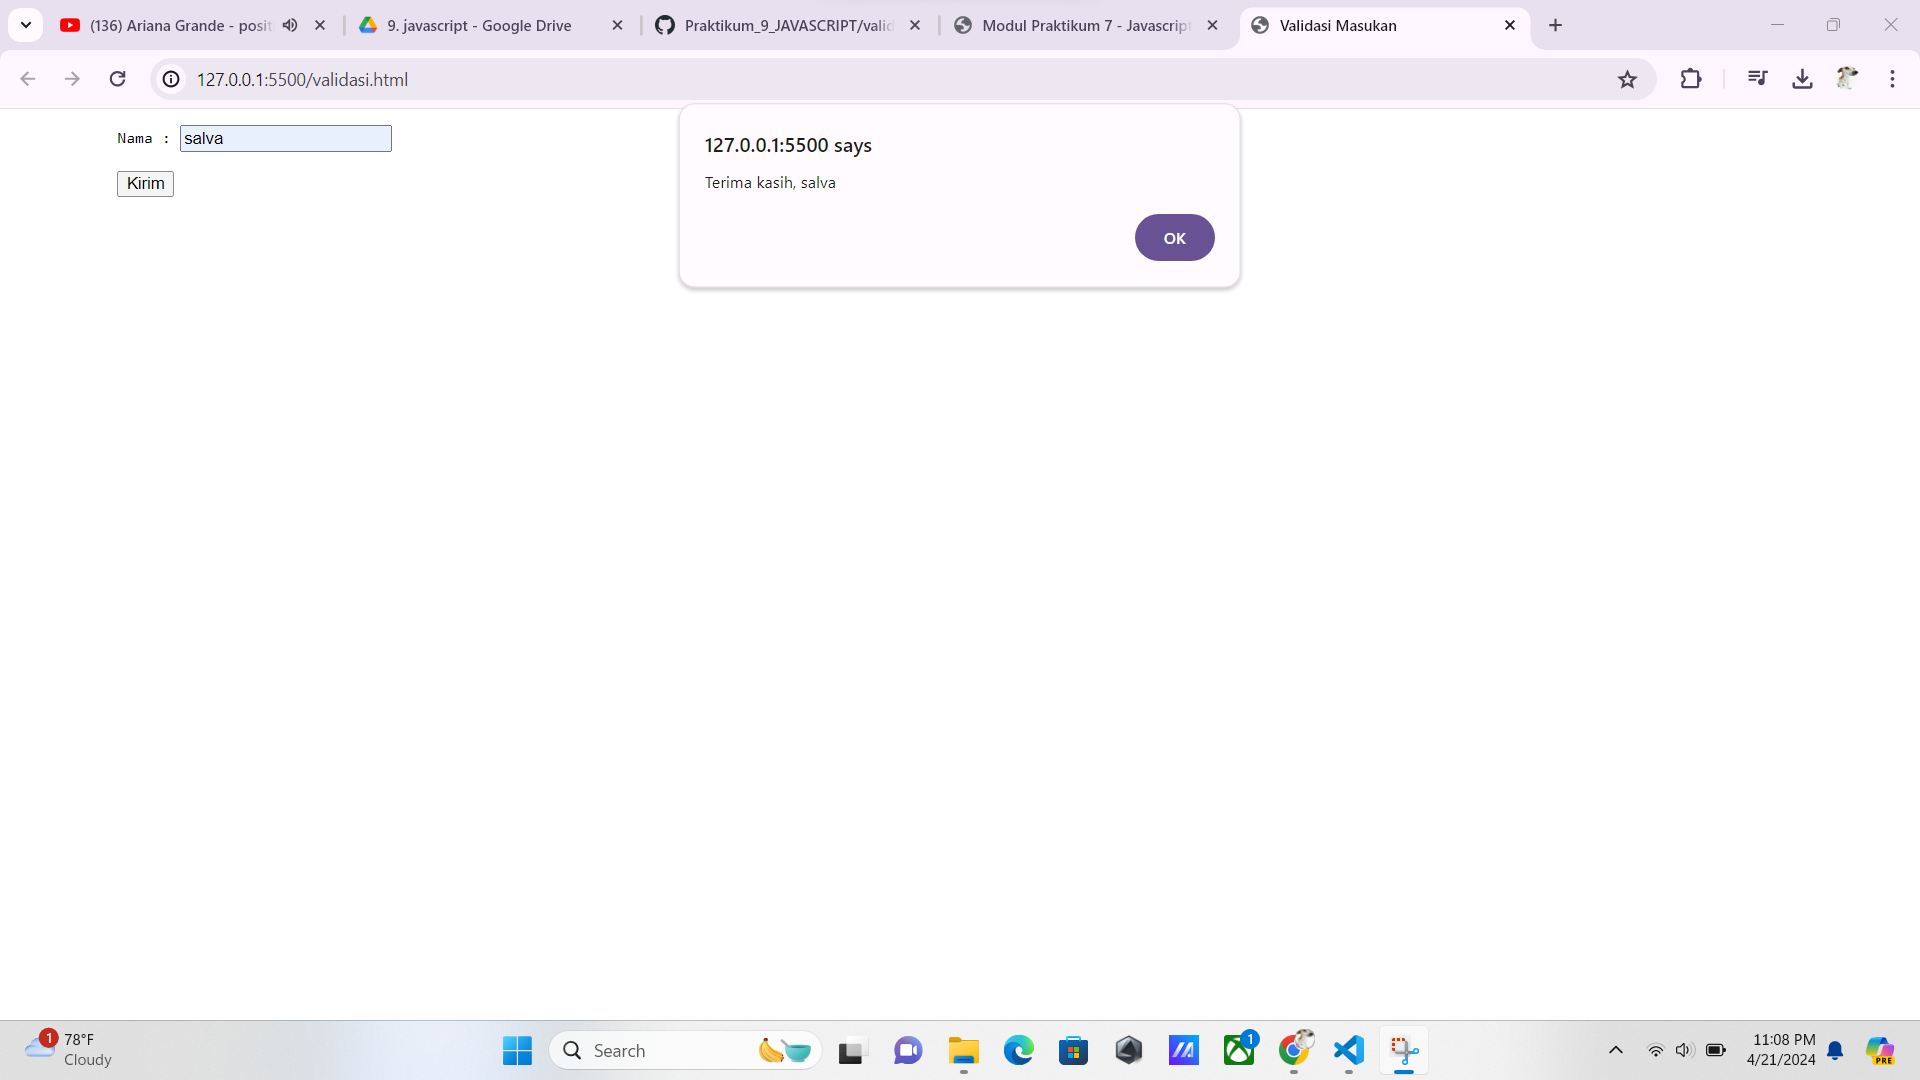 (136) Ariana Grande - posit
9. javascript - Google Drive
Praktikum_9_JAVASCRIPT/valid
Modul Praktikum 7 - Javascript
Validasi Masukan
127.0.0.1:5500/validasi.html
Nama : salva
Kirim
127.0.0.1:5500 says
Terima kasih, salva
OK
1
78°F
Cloudy
Search
1
PRE
11:08 PM
4/21/2024